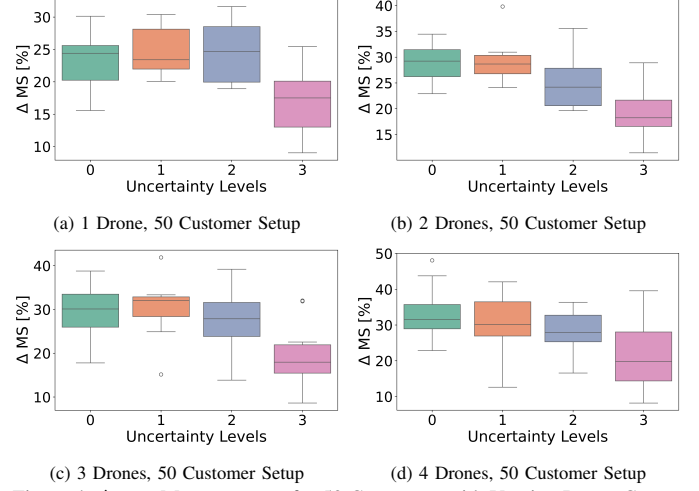 Δ MS [%]
30
25
20
15
10
0 1 2 3
Uncertainty Levels
(a) 1 Drone, 50 Customer Setup
Δ MS [%]
40
35
30
25
20
15
0 1 2 3
Uncertainty Levels
(b) 2 Drones, 50 Customer Setup
Δ MS [%]
40
30
20
10
0 1 2 3
Uncertainty Levels
(c) 3 Drones, 50 Customer Setup
Δ MS [%]
50
40
30
20
10
0 1 2 3
Uncertainty Levels
(d) 4 Drones, 50 Customer Setup